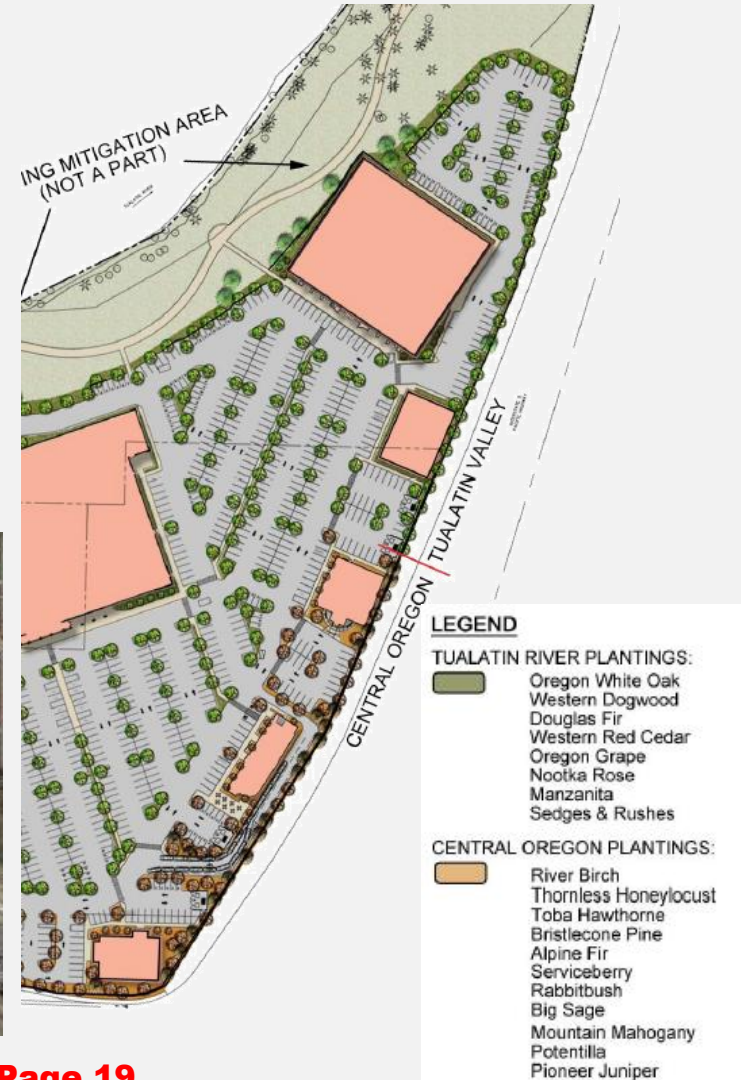 ING MITIGATION AREA
(NOT A PART)
CENTRAL OREGON
TUALATIN VALLEY
LEGEND
TUALATIN RIVER PLANTINGS:
Oregon White Oak
Western Dogwood
Douglas Fir
Western Red Cedar
Oregon Grape
Nootka Rose
Manzanita
Sedges & Rushes
CENTRAL OREGON PLANTINGS:
River Birch
Thornless Honeylocust
Toba Hawthorne
Bristlecone Pine
Alpine Fir
Serviceberry
Rabbitbush
Big Sage
Mountain Mahogany
Potentilla
Pioneer Juniper
Page 19